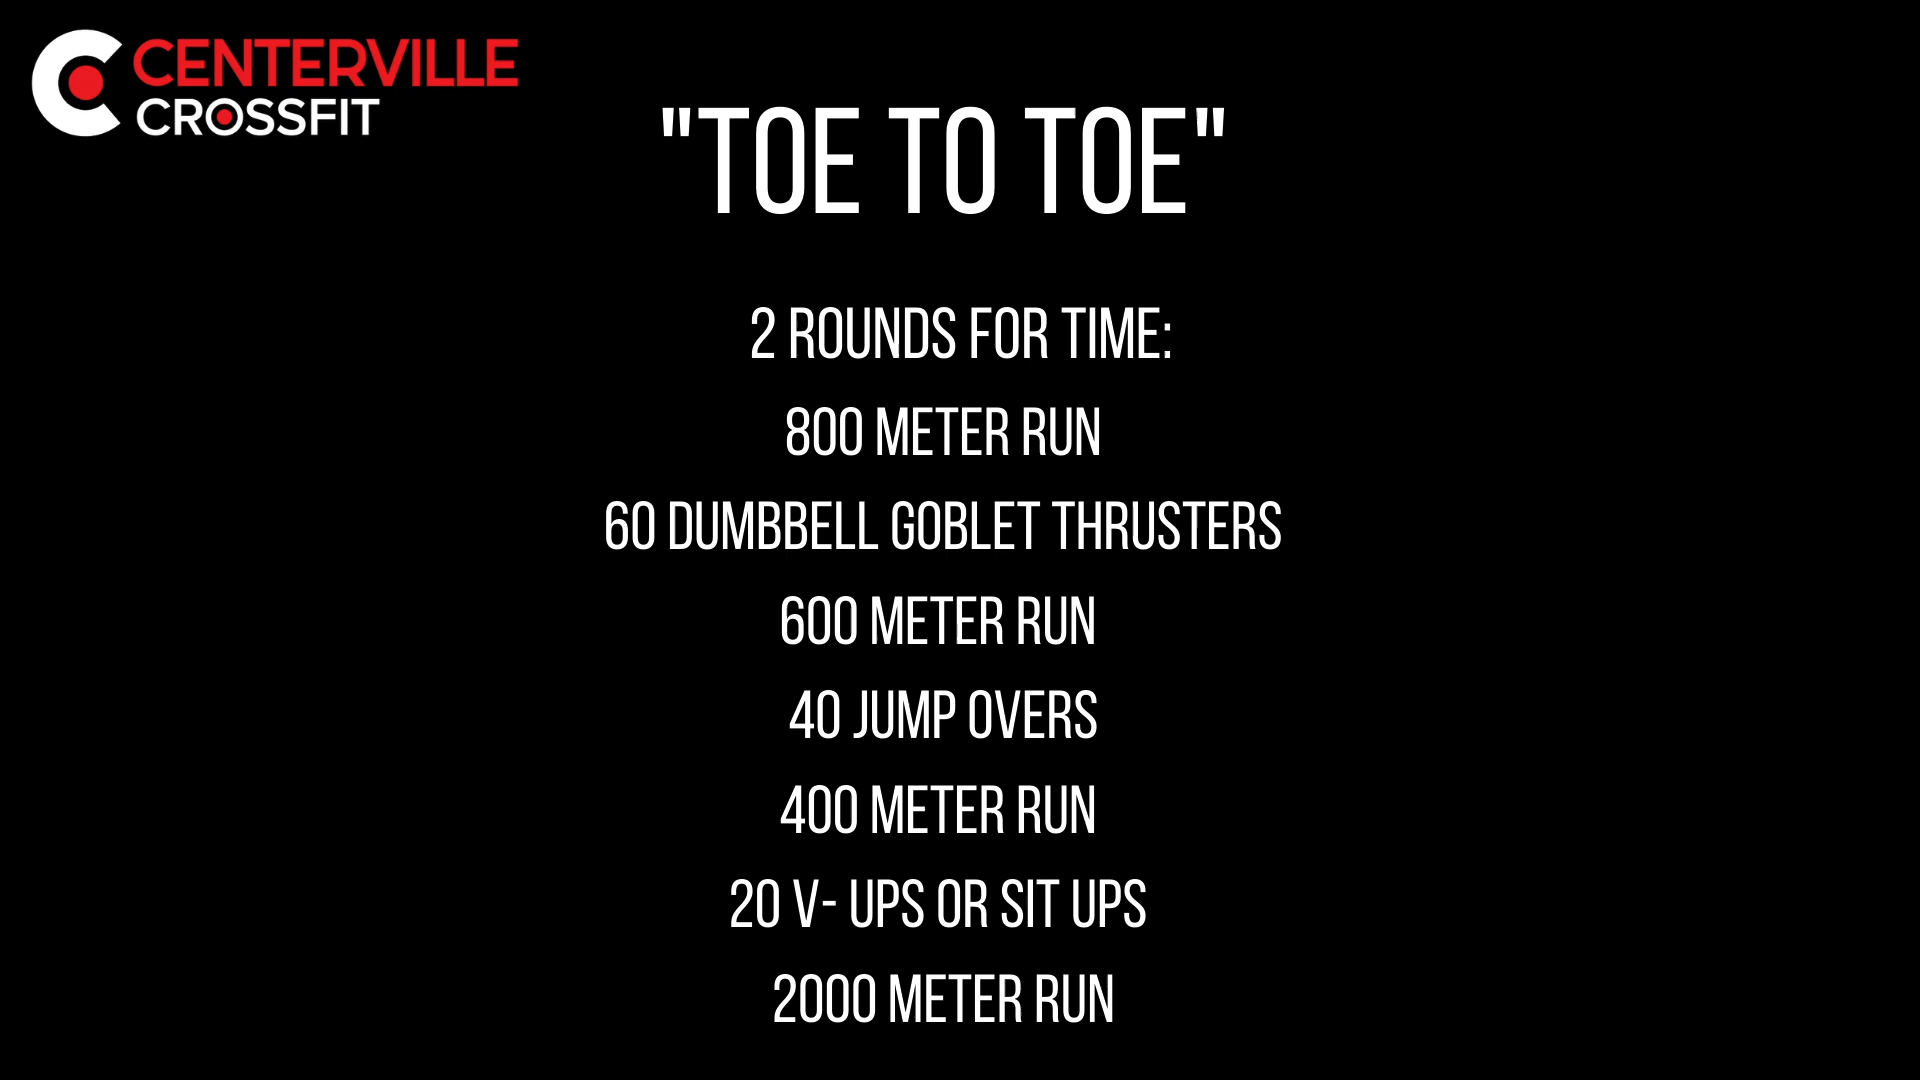 CENTERVILLE
CROSSFIT
"TOE TO TOE"
2 ROUNDS FOR TIME:
800 METER RUN
60 DUMBBELL GOBLET THRUSTERS
600 METER RUN
40 JUMP OVERS
400 METER RUN
20 V- UPS OR SIT UPS
2000 METER RUN